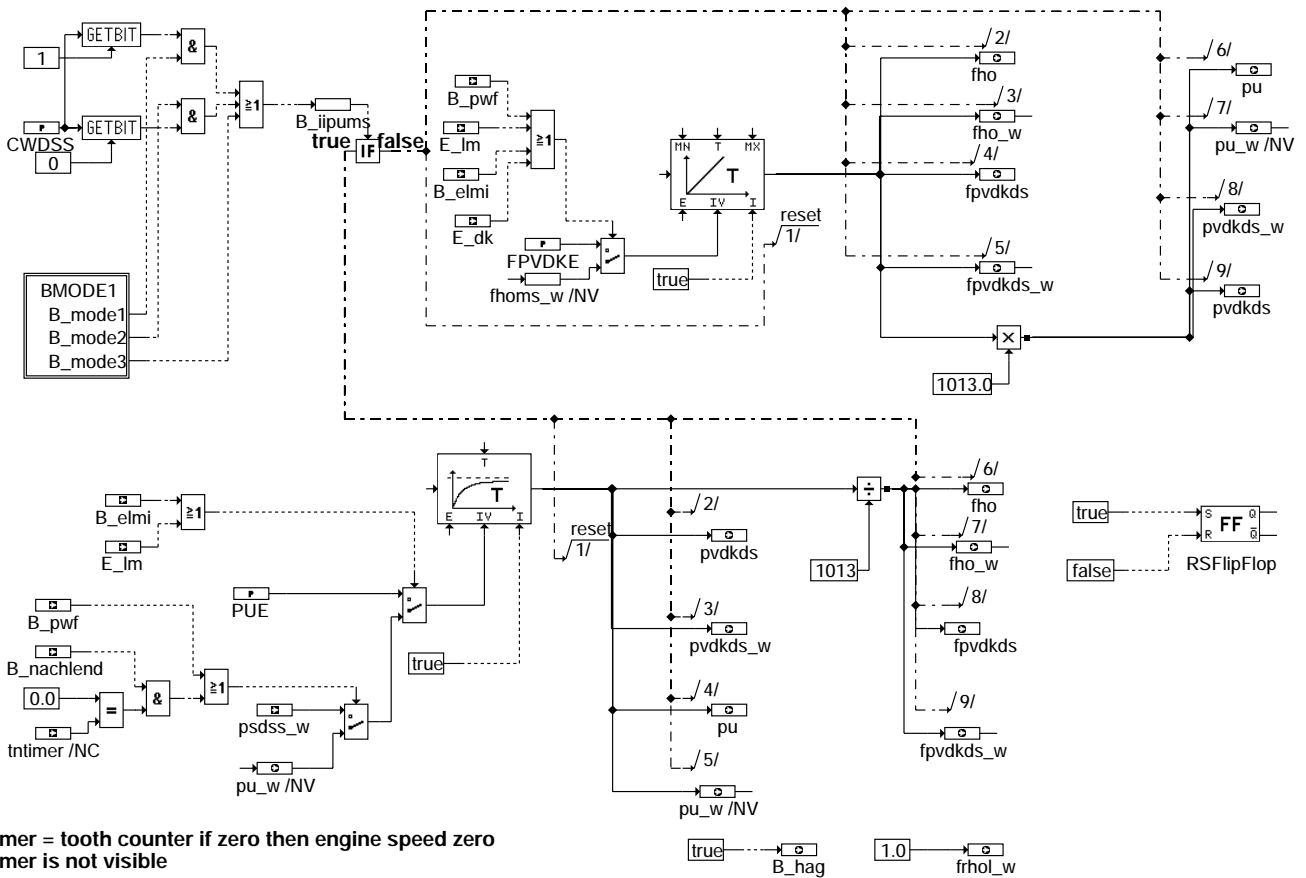 GETBIT
1
&
≥1
B_iipums
true
IF
false
CWDSS
P
GETBIT
0
&
BMODE1
B_mode1
B_mode2
B_mode3
B_pwf
E_lm
B_elmi
E_dk
≥1
P
FPVDKE
fhoms_w /NV
MN T MX
T
E IV I
true
reset
1/
2/
fho
3/
fho_w
4/
fpvdkds
5/
fpvdkds_w
6/
pu
7/
pu_w /NV
8/
pvdkds_w
9/
pvdkds
×
1013.0
B_elmi
E_lm
≥1
P
PUE
B_pwf
B_nachlend
0.0
tntimer /NC
=
&
≥1
psdss_w
pu_w /NV
T
T
E IV I
true
reset
1/
2/
pvdkds
3/
pvdkds_w
4/
pu
5/
pu_w /NV
÷
1013
6/
fho
7/
fho_w
8/
fpvdkds
9/
fpvdkds_w
true
false
S Q
FF
R Q̅
RSFlipFlop
mer = tooth counter if zero then engine speed zero
mer is not visible
true
B_hag
1.0
frhol_w